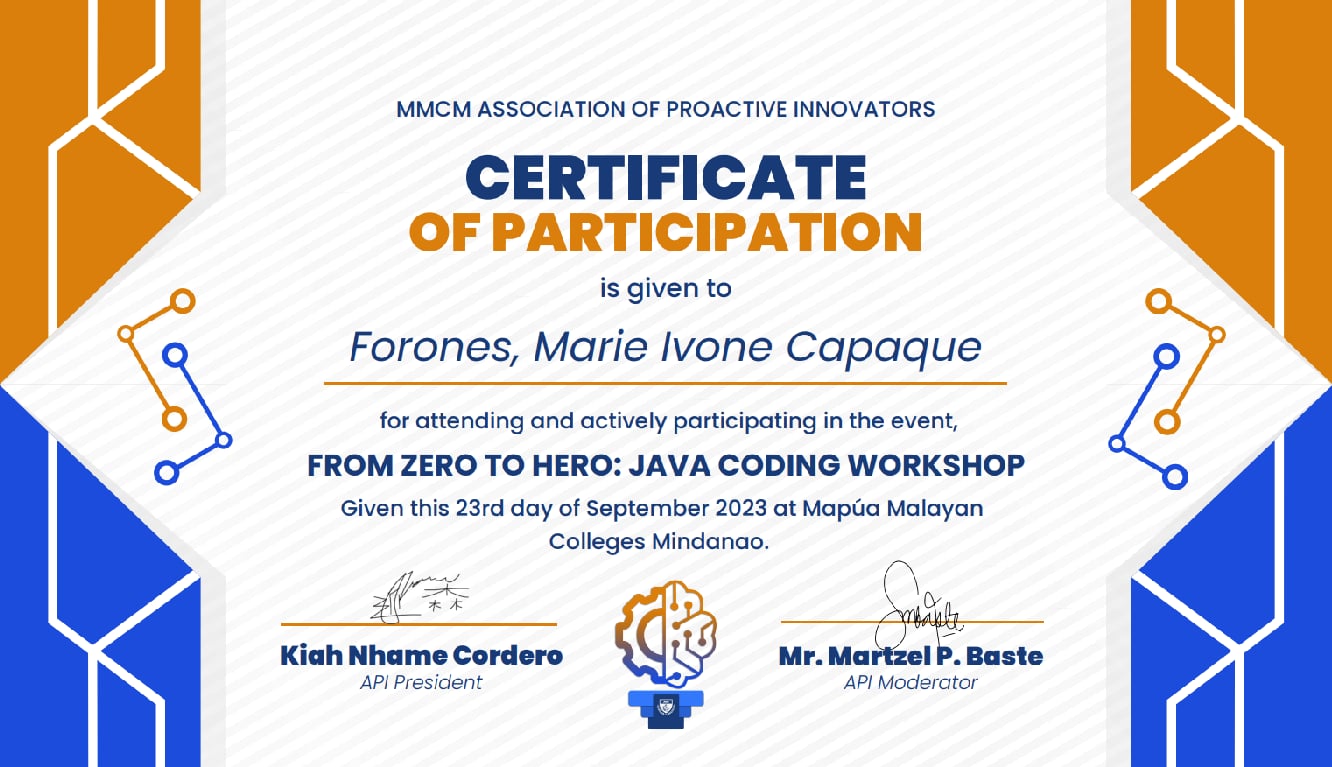 MMCM ASSOCIATION OF PROACTIVE INNOVATORS
CERTIFICATE
OF PARTICIPATION
is given to
Forones, Marie Ivone Capaque
for attending and actively participating in the event,
FROM ZERO TO HERO: JAVA CODING WORKSHOP
Given this 23rd day of September 2023 at Mapúa Malayan
Colleges Mindanao.
Kiah Nhame Cordero
API President
Mr. Martzel P. Baste
API Moderator